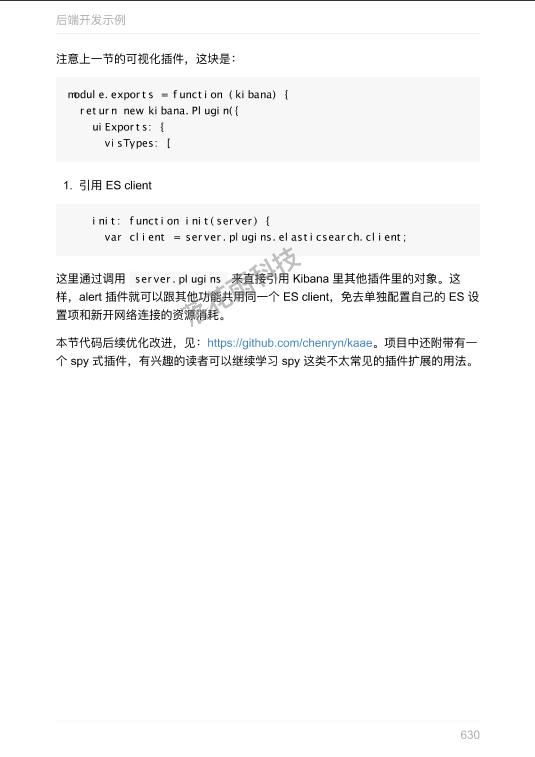 后端开发示例
注意上一节的可视化插件，这块是：
module.exports = function (kibana) {
  return new kibana.Plugin({
    uiExports: {
      visTypes: [
1. 引用 ES client
    init: function init(server) {
      var client = server.plugins.elasticsearch.client;
这里通过调用 server.plugins 来直接引用 Kibana 里其他插件里的对象。这
样，alert 插件就可以跟其他功能共用同一个 ES client，免去单独配置自己的 ES 设
置项和新开网络连接的资源消耗。
落花雨科技
本节代码后续优化改进，见：https://github.com/chenryn/kaae。项目中还附带有一
个 spy 式插件，有兴趣的读者可以继续学习 spy 这类不太常见的插件扩展的用法。
630